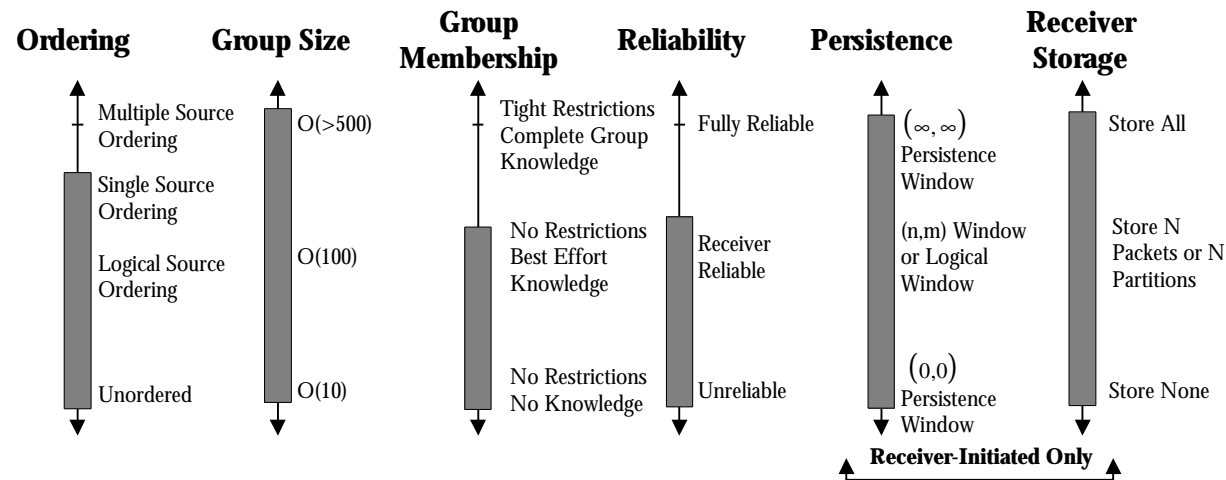 Ordering
Multiple Source
Ordering
Single Source
Ordering
Logical Source
Ordering
Unordered
Group Size
O(>500)
O(100)
O(10)
Group
Membership
Tight Restrictions
Complete Group
Knowledge
No Restrictions
Best Effort
Knowledge
No Restrictions
No Knowledge
Reliability
Fully Reliable
Receiver
Reliable
Unreliable
Persistence
(∞, ∞)
Persistence
Window
(n,m) Window
or Logical
Window
(0,0)
Persistence
Window
Receiver
Storage
Store All
Store N
Packets or N
Partitions
Store None
Receiver-Initiated Only